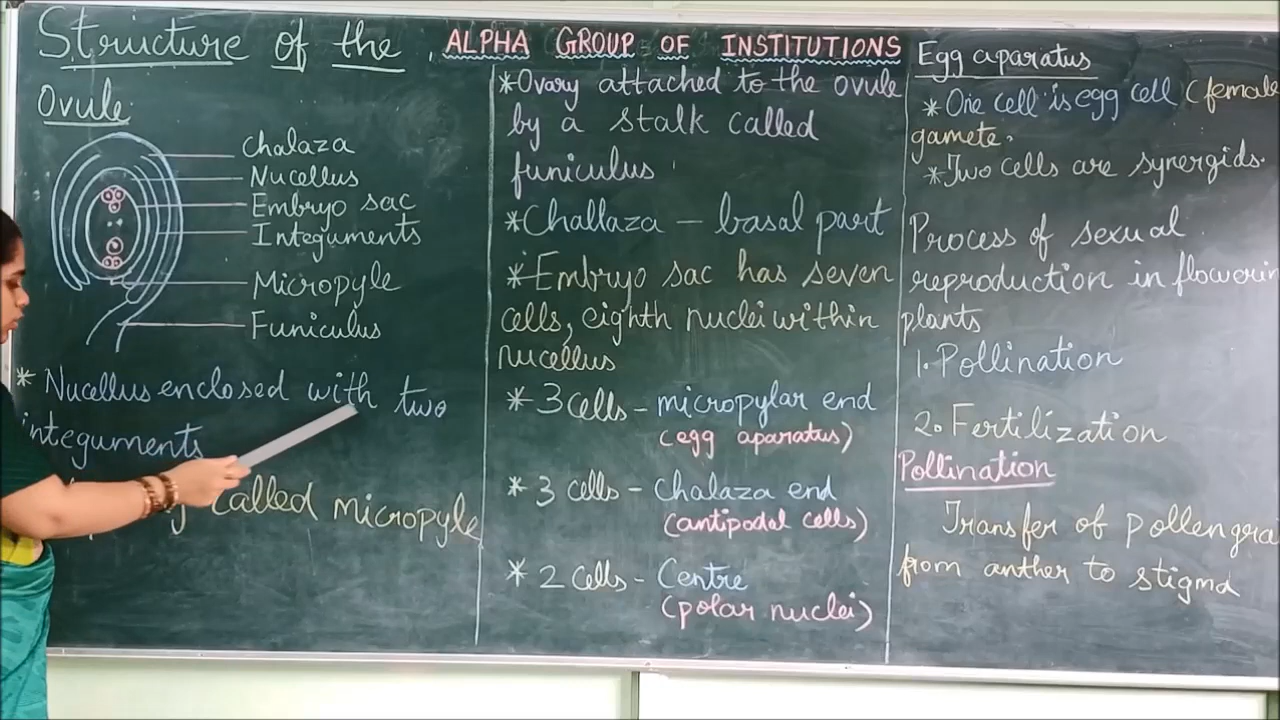 Structure of the
Ovule
Chalaza
Nucellus
Embryo sac
Integuments
Micropyle
Funiculus
* Nucellus enclosed with two
integuments
called micropyle
ALPHA GROUP OF INSTITUTIONS
*Ovary attached to the ovule
by a stalk called
funiculus
*Challaza – basal part
*Embryo sac has seven
cells, eighth nuclei within
nucellus
*3 cells - micropylar end
(egg aparatus)
*3 cells - Chalaza end
(antipodal cells)
*2 cells - Centre
(polar nuclei)
Egg aparatus
*One cell is egg cell (female
gamete.
*Two cells are synergids.
Process of sexual
reproduction in flowerin
plants
1. Pollination
2. Fertilization
Pollination
Transfer of pollengra
from anther to stigma